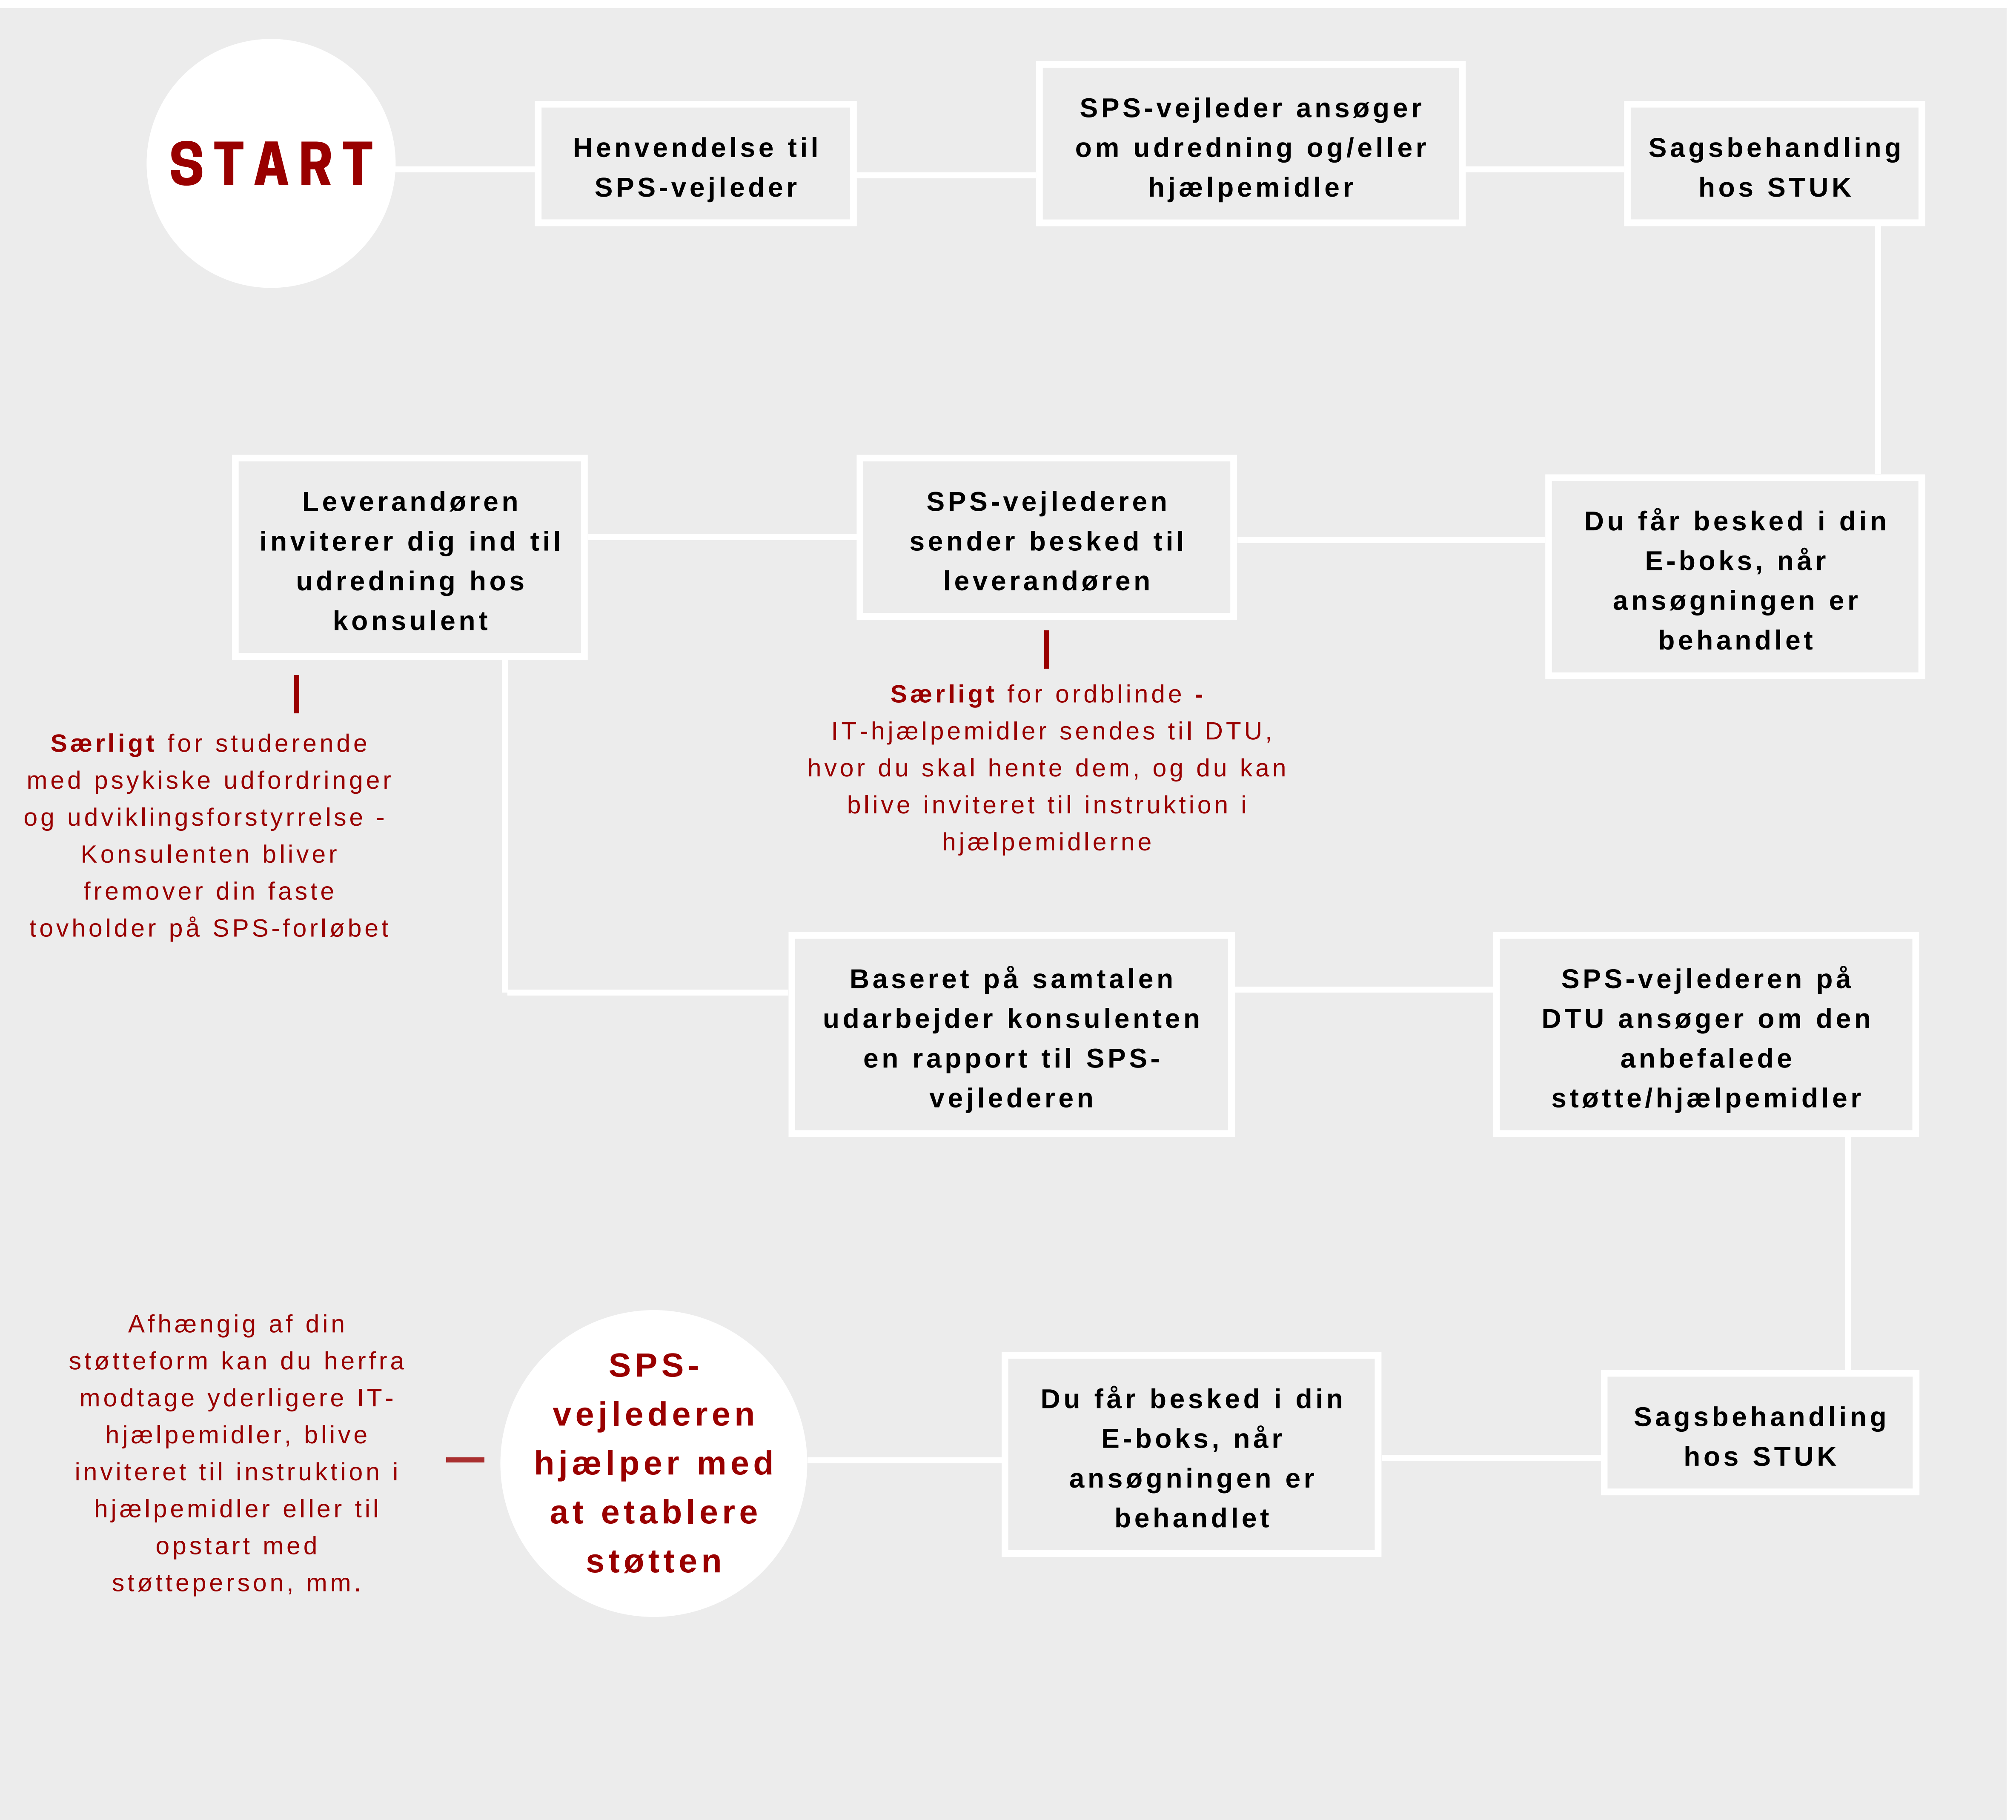 START
Henvendelse til
SPS-vejleder
SPS-vejleder ansøger
om udredning og/eller
hjælpemidler
Sagsbehandling
hos STUK
Du får besked i din
E-boks, når
ansøgningen er
behandlet
SPS-vejlederen
sender besked til
leverandøren
Særligt for ordblinde -
IT-hjælpemidler sendes til DTU,
hvor du skal hente dem, og du kan
blive inviteret til instruktion i
hjælpemidlerne
Leverandøren
inviterer dig ind til
udredning hos
konsulent
Særligt for studerende
med psykiske udfordringer
og udviklingsforstyrrelse -
Konsulenten bliver
fremover din faste
tovholder på SPS-forløbet
Baseret på samtalen
udarbejder konsulenten
en rapport til SPS-
vejlederen
SPS-vejlederen på
DTU ansøger om den
anbefalede
støtte/hjælpemidler
Sagsbehandling
hos STUK
Du får besked i din
E-boks, når
ansøgningen er
behandlet
SPS-
vejlederen
hjælper med
at etablere
støtten
Afhængig af din
støtteform kan du herfra
modtage yderligere IT-
hjælpemidler, blive
inviteret til instruktion i
hjælpemidler eller til
opstart med
støtteperson, mm.